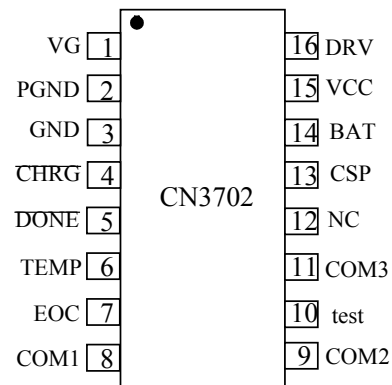 VG 1 16 DRV
PGND 2 15 VCC
GND 3 14 BAT
CHRG 4 13 CSP
CN3702
DONE 5 12 NC
TEMP 6 11 COM3
EOC 7 10 test
COM1 8 9 COM2